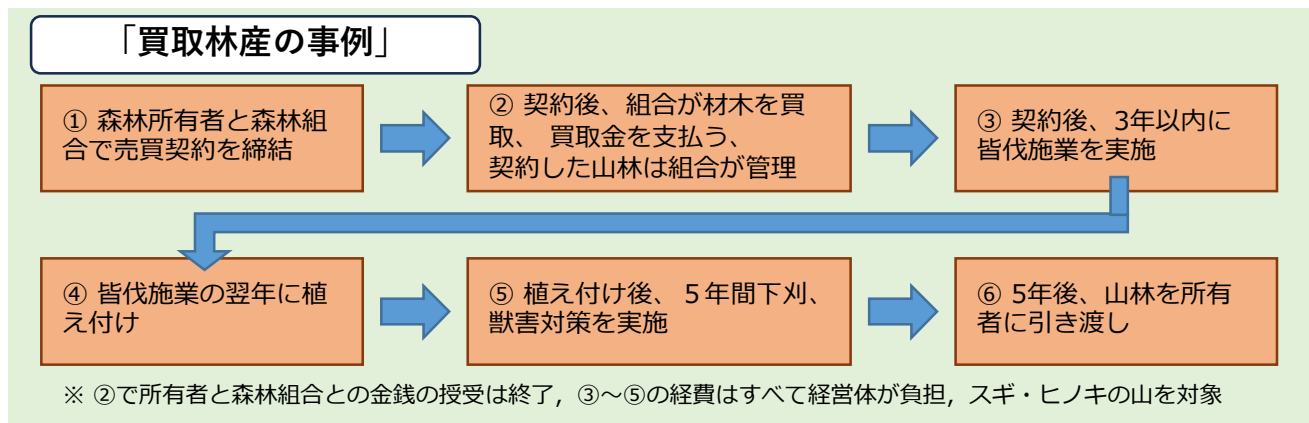 「買取林産の事例」
① 森林所有者と森林組
合で売買契約を締結
② 契約後、組合が材木を買
取、 買取金を支払う、
契約した山林は組合が管理
③ 契約後、3年以内に
皆伐施業を実施
④ 皆伐施業の翌年に植
え付け
⑤ 植え付け後、５年間下刈、
獣害対策を実施
⑥ 5年後、山林を所有
者に引き渡し
※ ②で所有者と森林組合との金銭の授受は終了，③～⑤の経費はすべて経営体が負担，スギ・ヒノキの山を対象